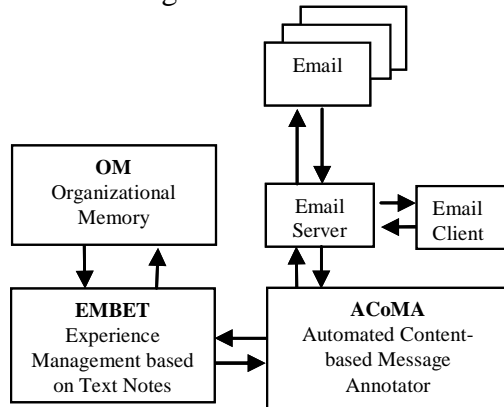 Email
OM
Organizational
Memory
Email
Server
Email
Client
EMBET
Experience
Management based
on Text Notes
ACoMA
Automated Content-
based Message
Annotator